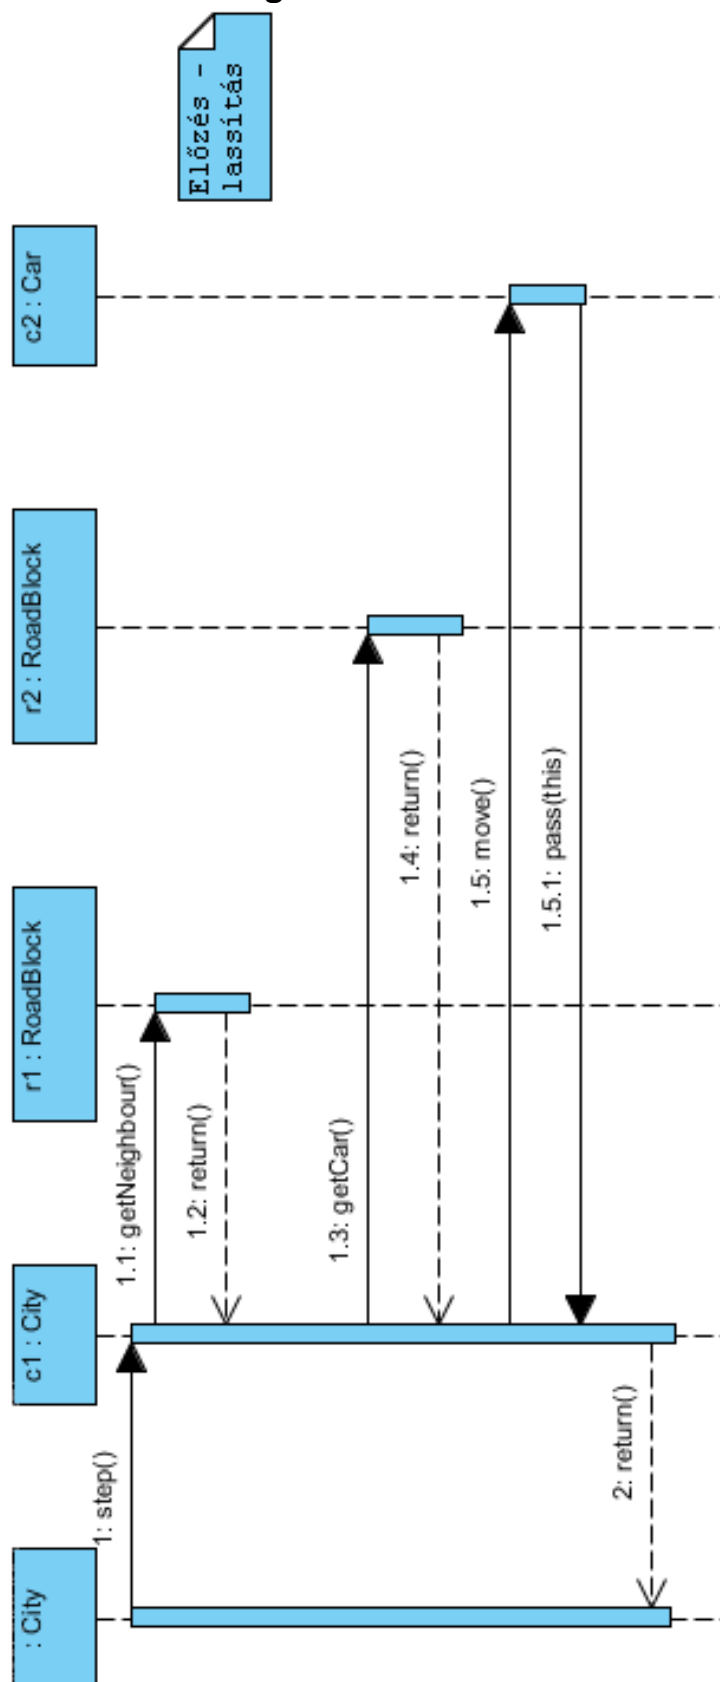 : City
c1 : City
r1 : RoadBlock
r2 : RoadBlock
c2 : Car
Előzés -
lassítás
1: step()
1.1: getNeighbour()
1.2: return()
1.3: getCar()
1.4: return()
1.5: move()
1.5.1: pass(this)
2: return()